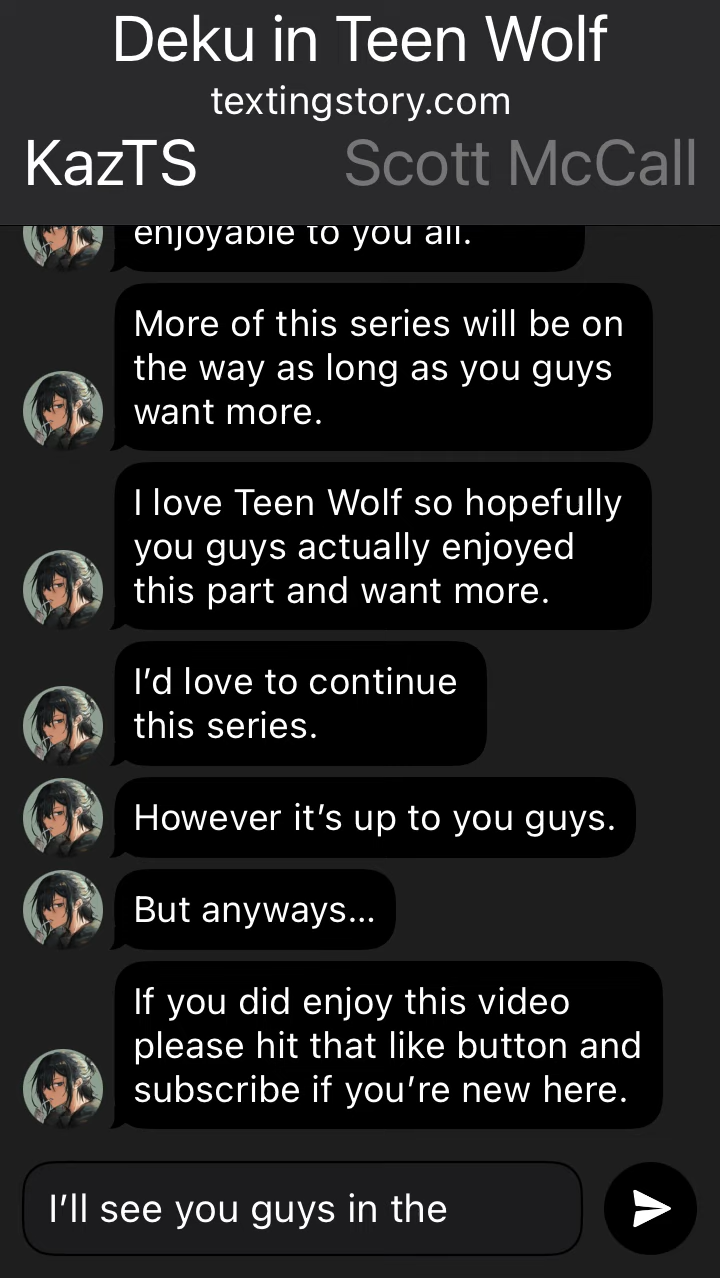 Deku in Teen Wolf
textingstory.com
KazTS
Scott McCall
enjoyable to you all.
More of this series will be on
the way as long as you guys
want more.
I love Teen Wolf so hopefully
you guys actually enjoyed
this part and want more.
I’d love to continue
this series.
However it’s up to you guys.
But anyways...
If you did enjoy this video
please hit that like button and
subscribe if you’re new here.
I’ll see you guys in the